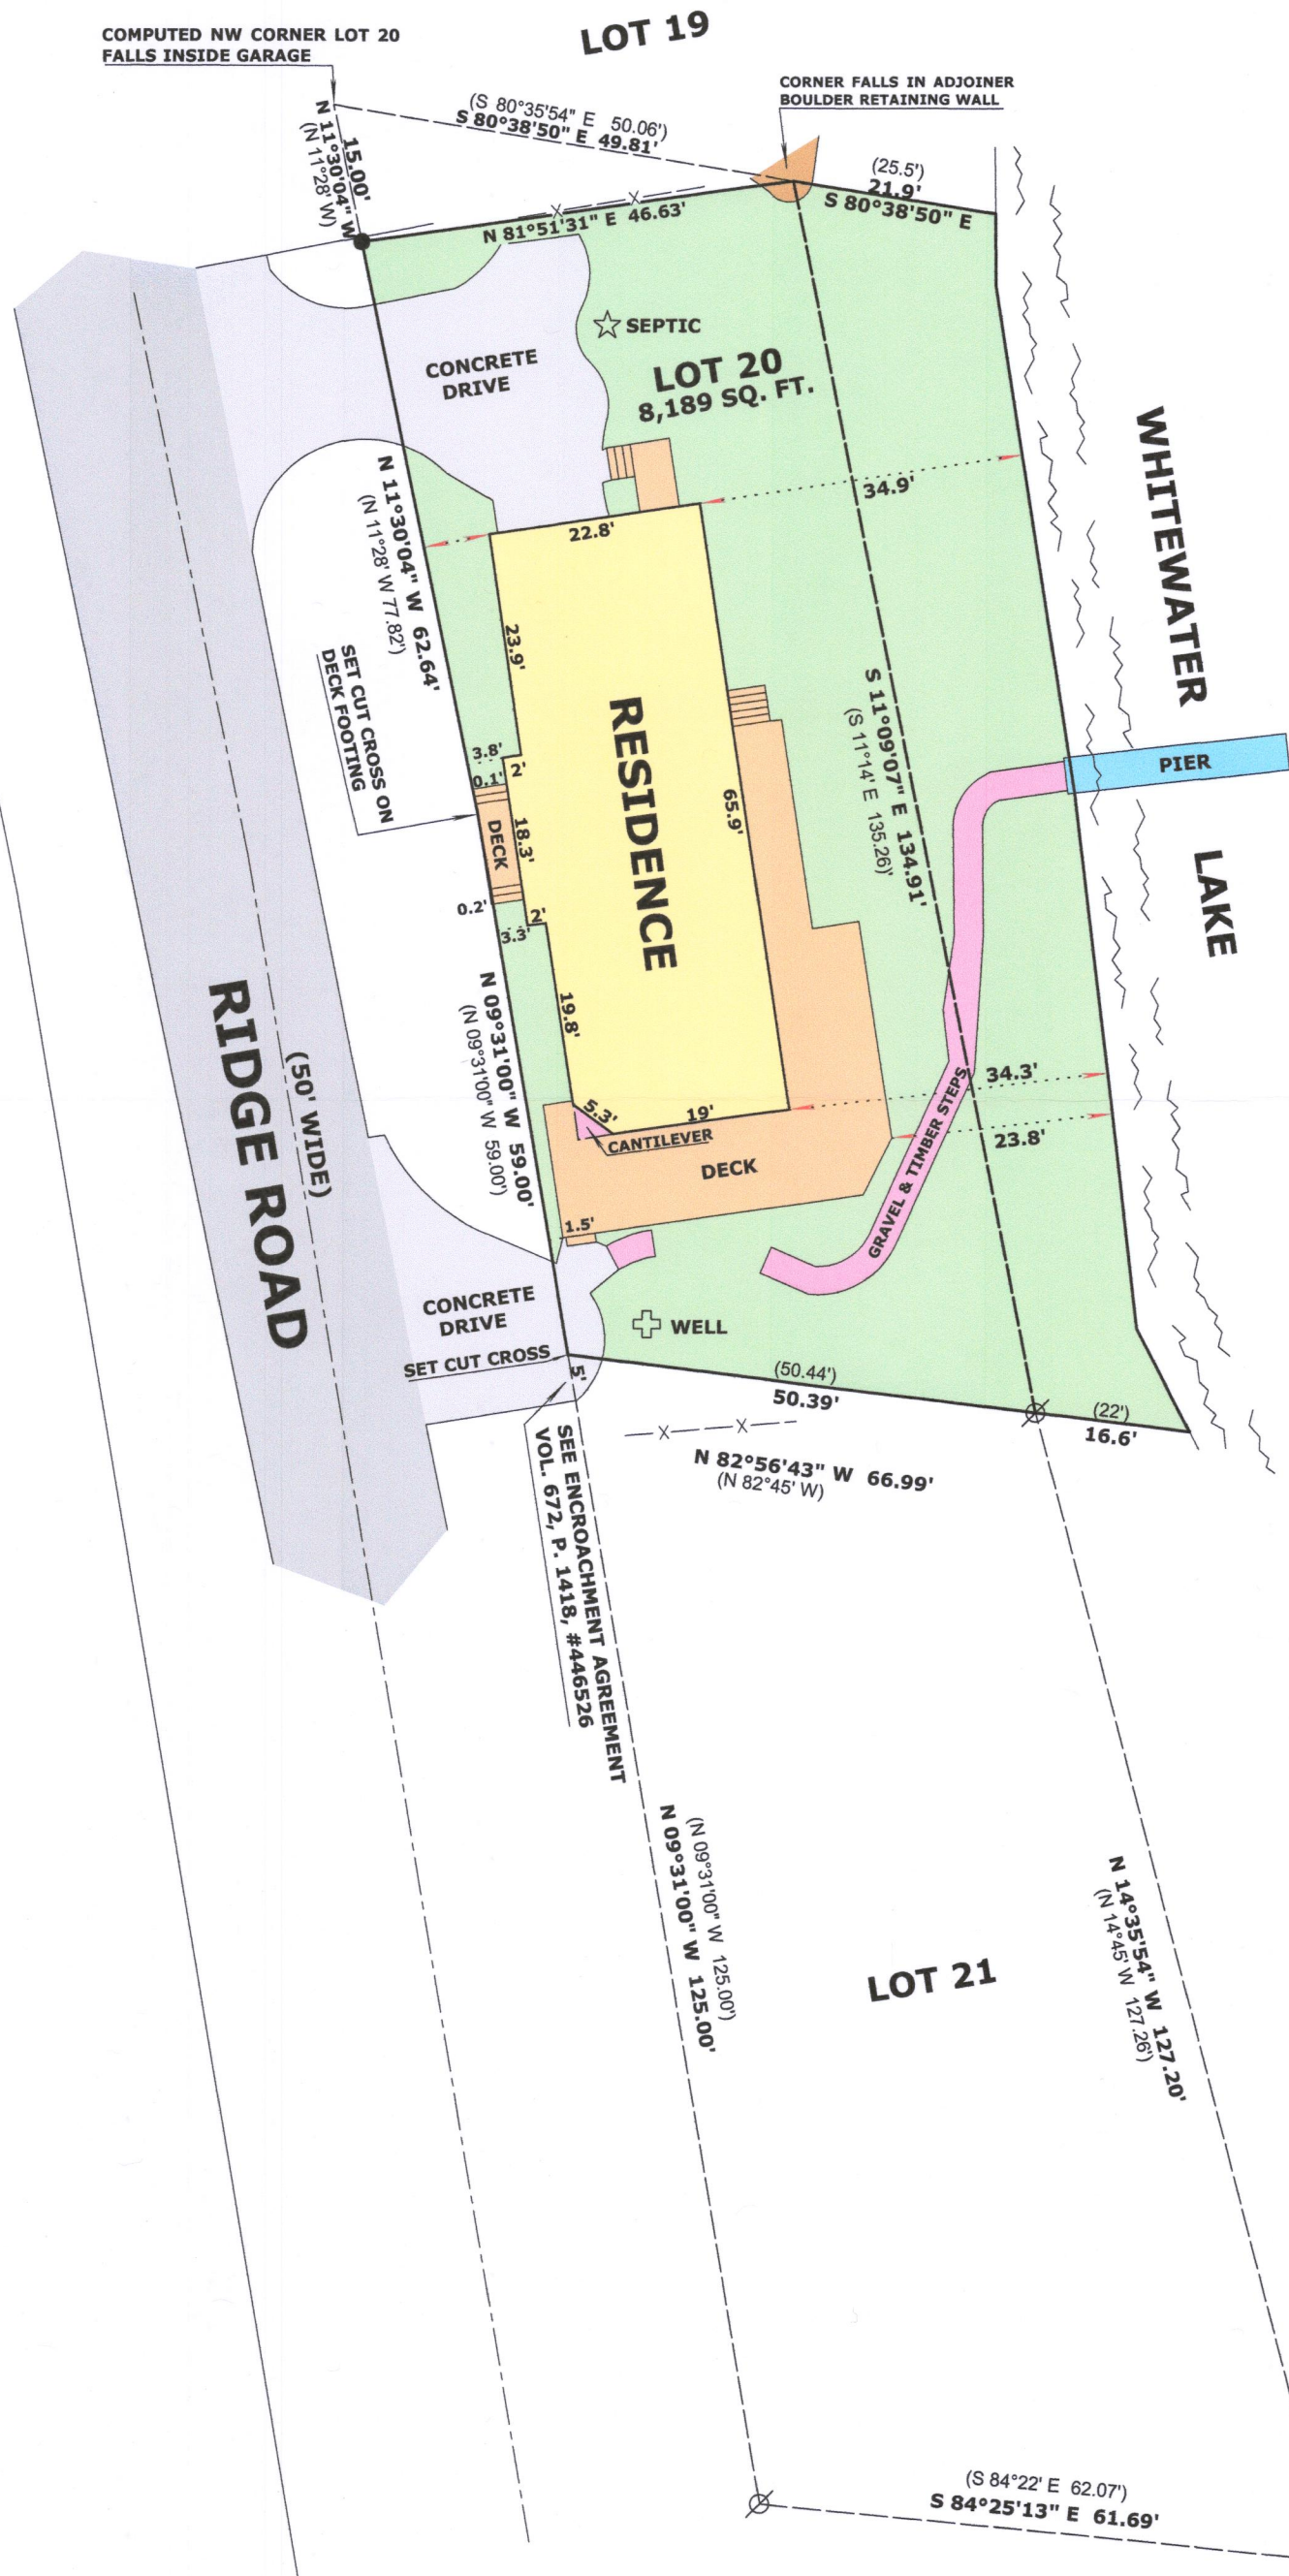 LOT 19
COMPUTED NW CORNER LOT 20
FALLS INSIDE GARAGE
CORNER FALLS IN ADJOINER
BOULDER RETAINING WALL
(S 80°35'54" E 50.06')
S 80°38'50" E 49.81'
15.00'
N 11°30'04" W
(N 11°28' W)
(25.5')
21.9'
S 80°38'50" E
N 81°51'31" E 46.63'
X X
SEPTIC
CONCRETE
DRIVE
LOT 20
8,189 SQ. FT.
WHITEWATER
LAKE
34.9'
22.8'
N 11°30'04" W 62.64'
(N 11°28' W 77.82')
23.9'
SET CUT CROSS ON
DECK FOOTING
RESIDENCE
S 11°09'07" E 134.91'
(S 11°14' E 135.26)'
3.8'
2'
0.1'
PIER
DECK
18.3'
65.9'
0.2'
2'
3.3'
RIDGE ROAD
(50' WIDE)
N 09°31'00" W 59.00'
(N 09°31'00" W 59.00')
19.8'
34.3'
5.3'
19'
CANTILEVER
23.8'
DECK
GRAVEL & TIMBER STEPS
1.5'
CONCRETE
DRIVE
WELL
SET CUT CROSS
5'
(50.44')
50.39'
(22')
16.6'
X X
N 82°56'43" W 66.99'
(N 82°45' W)
SEE ENCROACHMENT AGREEMENT
VOL. 672, P. 1418, #446526
(N 09°31'00" W 125.00')
N 09°31'00" W 125.00'
LOT 21
N 14°35'54" W 127.20'
(N 14°45' W 127.26')
(S 84°22' E 62.07')
S 84°25'13" E 61.69'